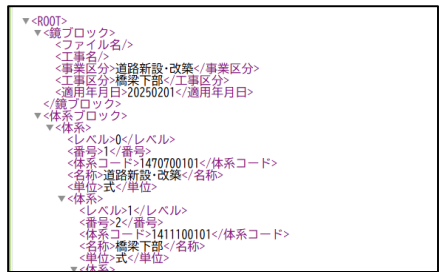 ▼<ROOT>
▼<鏡ブロック>
<ファイル名/>
<工事名/>
<事業区分>道路新設・改築</事業区分>
<工事区分>橋梁下部</工事区分>
<適用年月日>20250201</適用年月日>
</鏡ブロック>
▼<体系ブロック>
▼<体系>
<レベル>0</レベル>
<番号>1</番号>
<体系コード>1470700101</体系コード>
<名称>道路新設・改築</名称>
<単位>式</単位>
▼<体系>
<レベル>1</レベル>
<番号>2</番号>
<体系コード>1411100101</体系コード>
<名称>橋梁下部</名称>
<単位>式</単位>
▼<体系>